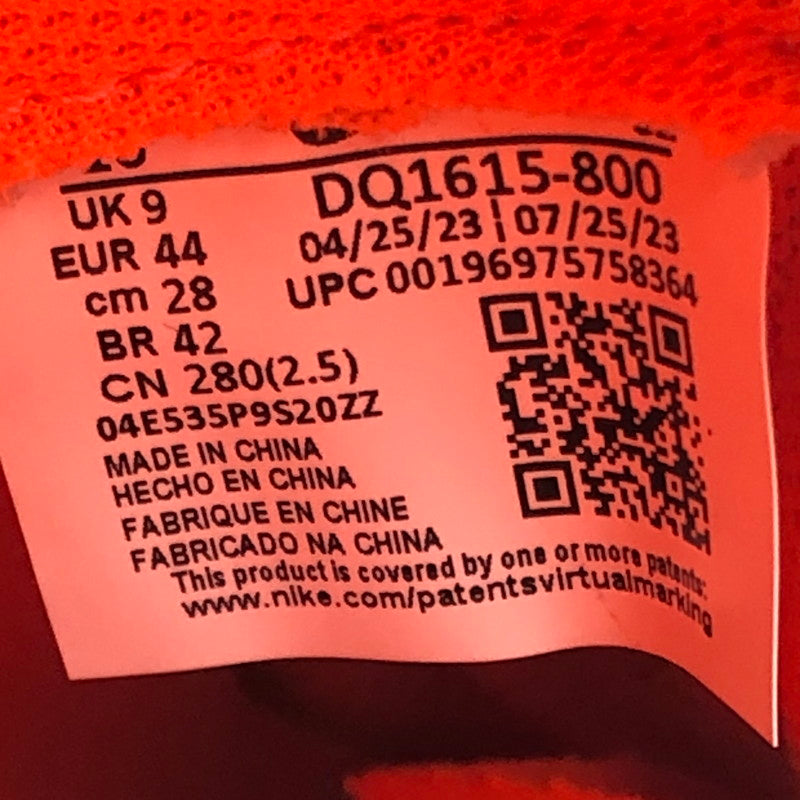 UK 9
EUR 44
cm 28
BR 42
CN 280(2.5)
04E535P9S20ZZ
DQ1615-800
04/25/23 | 07/25/23
UPC 00196975758364
MADE IN CHINA
HECHO EN CHINA
FABRIQUE EN CHINE
FABRICADO NA CHINA
This product is covered by one or more patents:
www.nike.com/patentsvirtualmarking